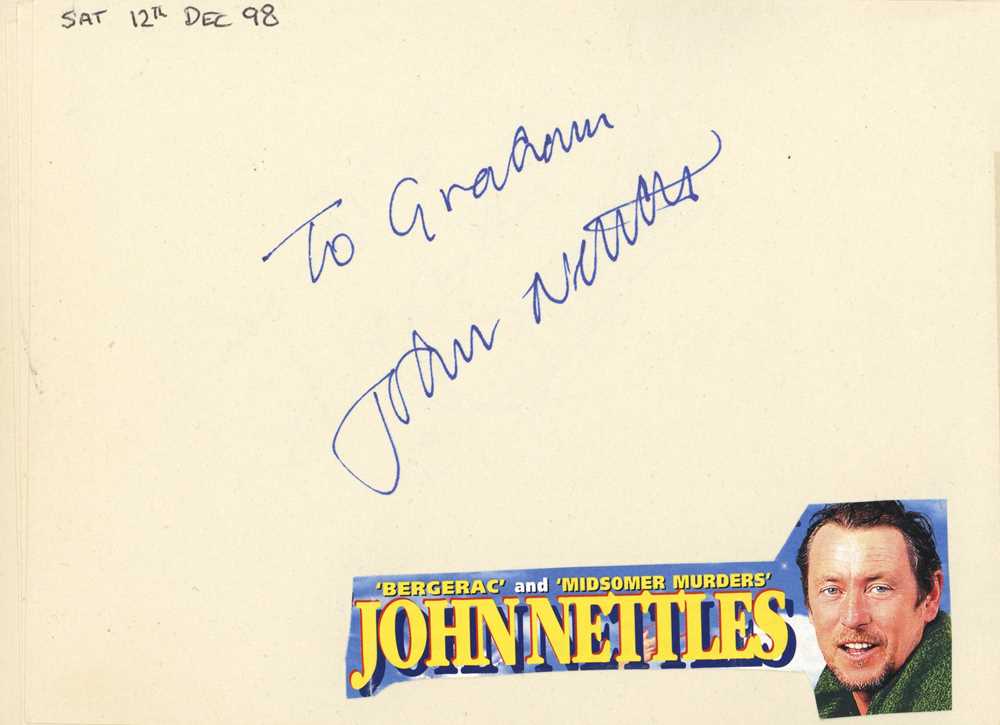 SAT 12TH DEC 98
To Graham
John Nettles
'BERGERAC' and 'MIDSOMER MURDERS'
JOHN NETTLES